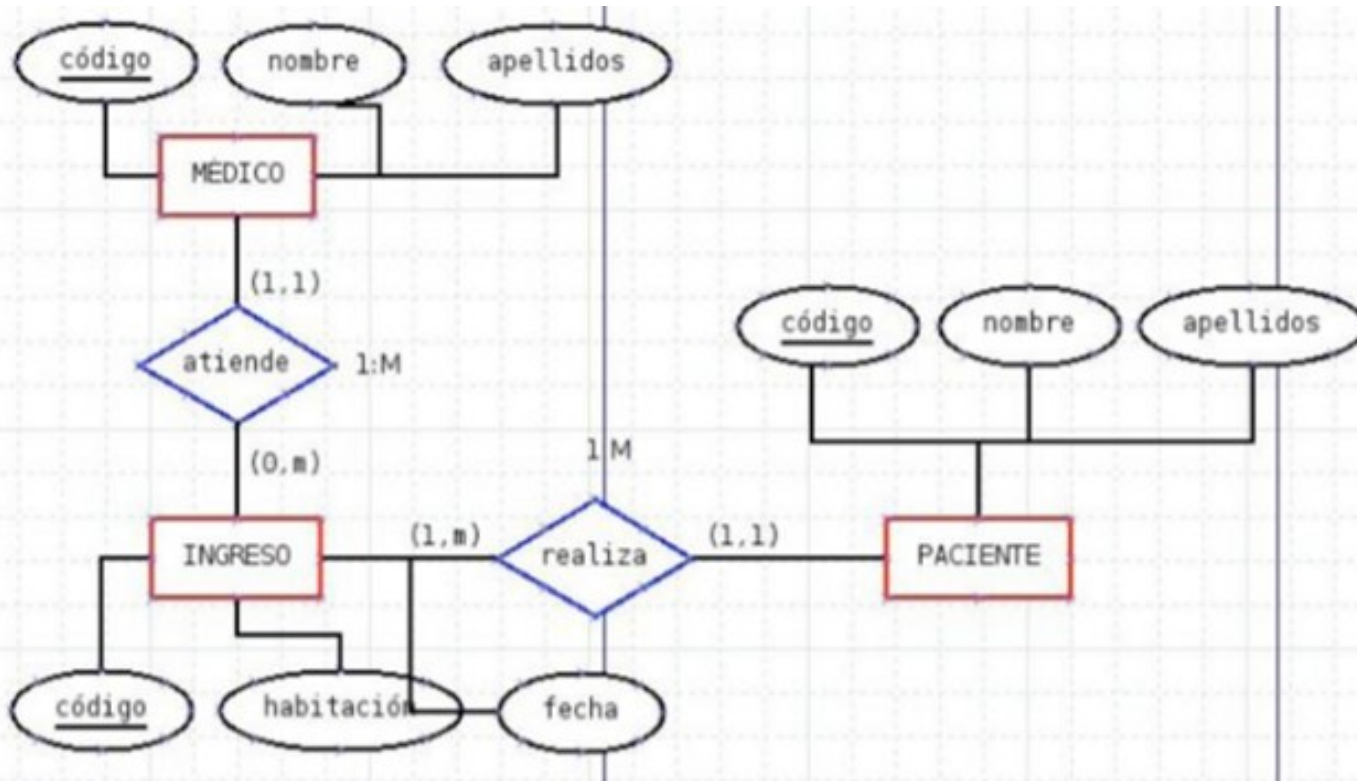 código
nombre
apellidos
MÉDICO
(1,1)
atiende
1:M
(0,m)
código
nombre
apellidos
1 M
INGRESO
(1,m)
realiza
(1,1)
PACIENTE
código
habitación
fecha